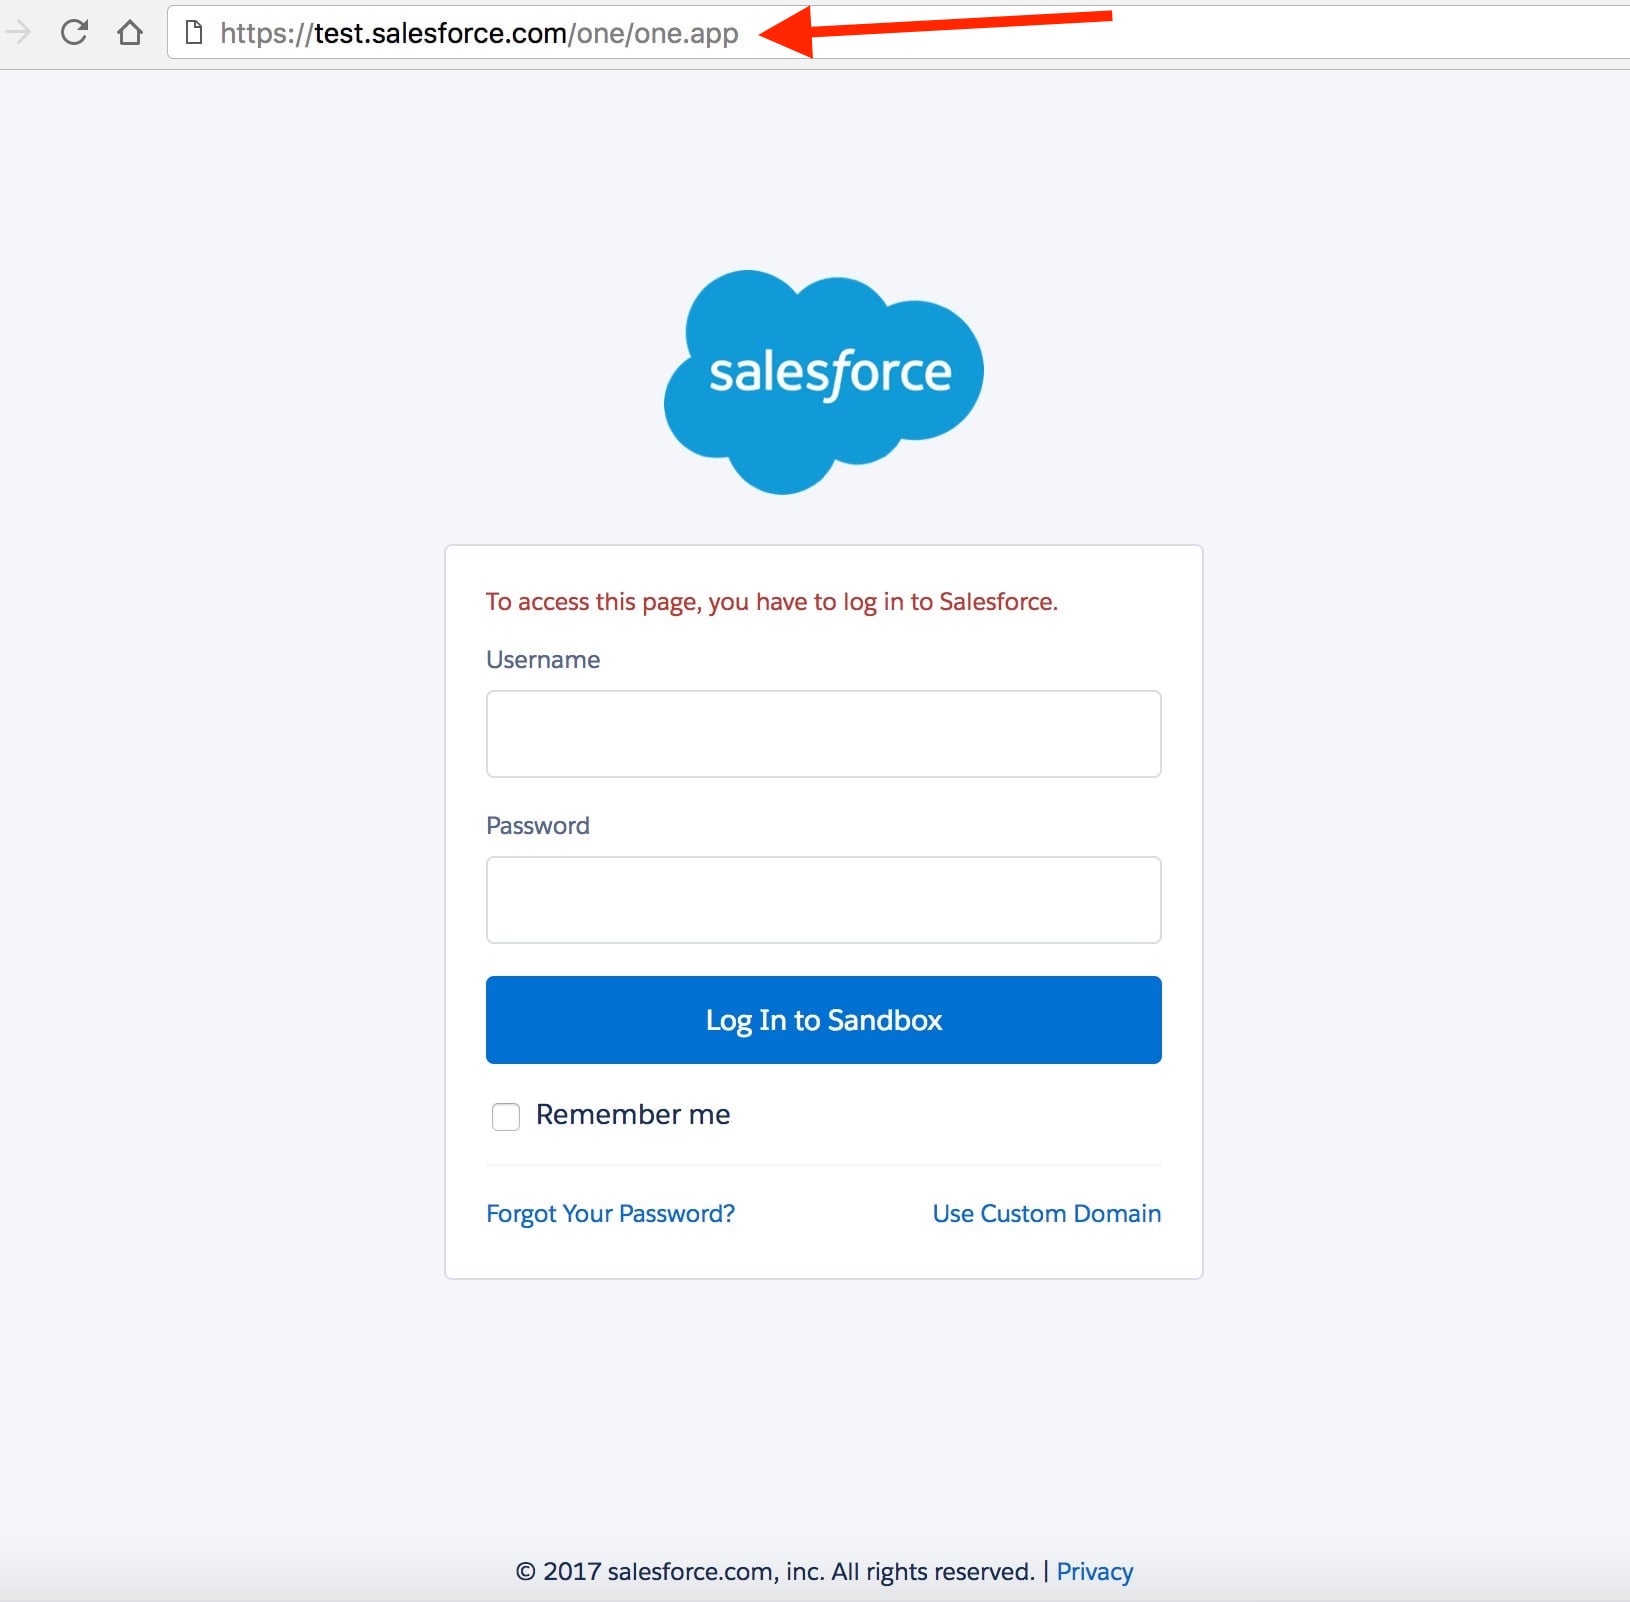 https://test.salesforce.com/one/one.app
salesforce
To access this page, you have to log in to Salesforce.
Username
Password
Log In to Sandbox
Remember me
Forgot Your Password? Use Custom Domain
© 2017 salesforce.com, inc. All rights reserved. | Privacy